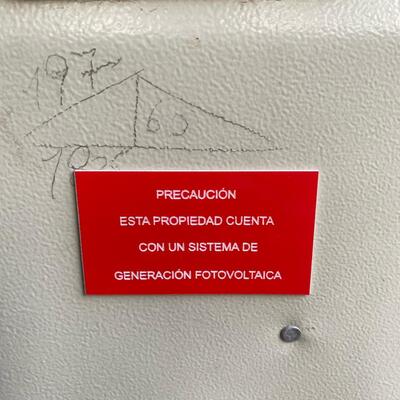 60
PRECAUCIÓN
ESTA PROPIEDAD CUENTA
CON UN SISTEMA DE
GENERACIÓN FOTOVOLTAICA